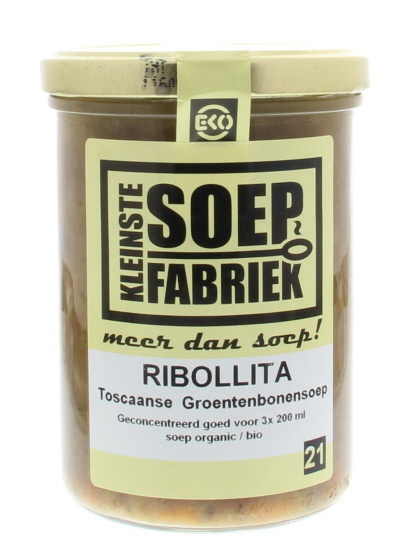 EKO
KLEINSTE
SOEP
FABRIEK
meer dan soep!
RIBOLLITA
Toscaanse Groentenbonensoep
Geconcentreerd goed voor 3x 200 ml
soep organic / bio
21